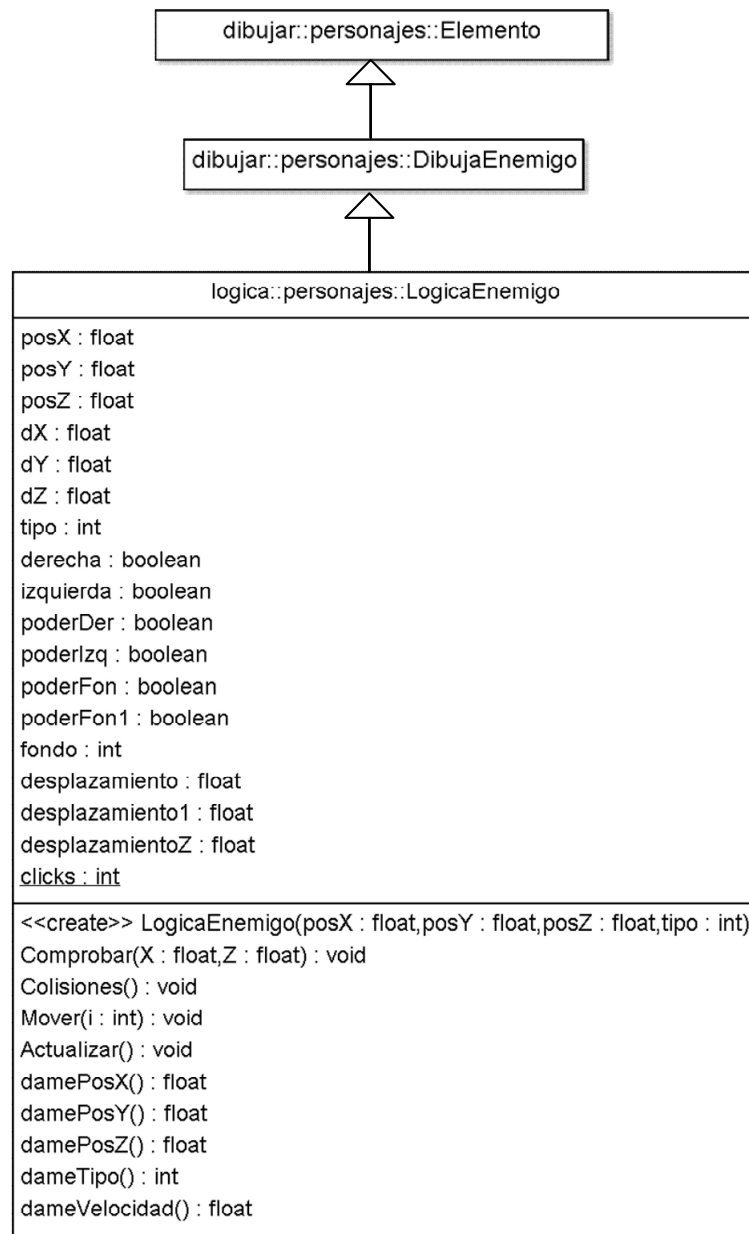 dibujar::personajes::Elemento
dibujar::personajes::DibujaEnemigo
logica::personajes::LogicaEnemigo
posX : float
posY : float
posZ : float
dX : float
dY : float
dZ : float
tipo : int
derecha : boolean
izquierda : boolean
poderDer : boolean
poderIzq : boolean
poderFon : boolean
poderFon1 : boolean
fondo : int
desplazamiento : float
desplazamiento1 : float
desplazamientoZ : float
clicks : int
<<create>> LogicaEnemigo(posX : float,posY : float,posZ : float,tipo : int)
Comprobar(X : float,Z : float) : void
Colisiones() : void
Mover(i : int) : void
Actualizar() : void
damePosX() : float
damePosY() : float
damePosZ() : float
dameTipo() : int
dameVelocidad() : float